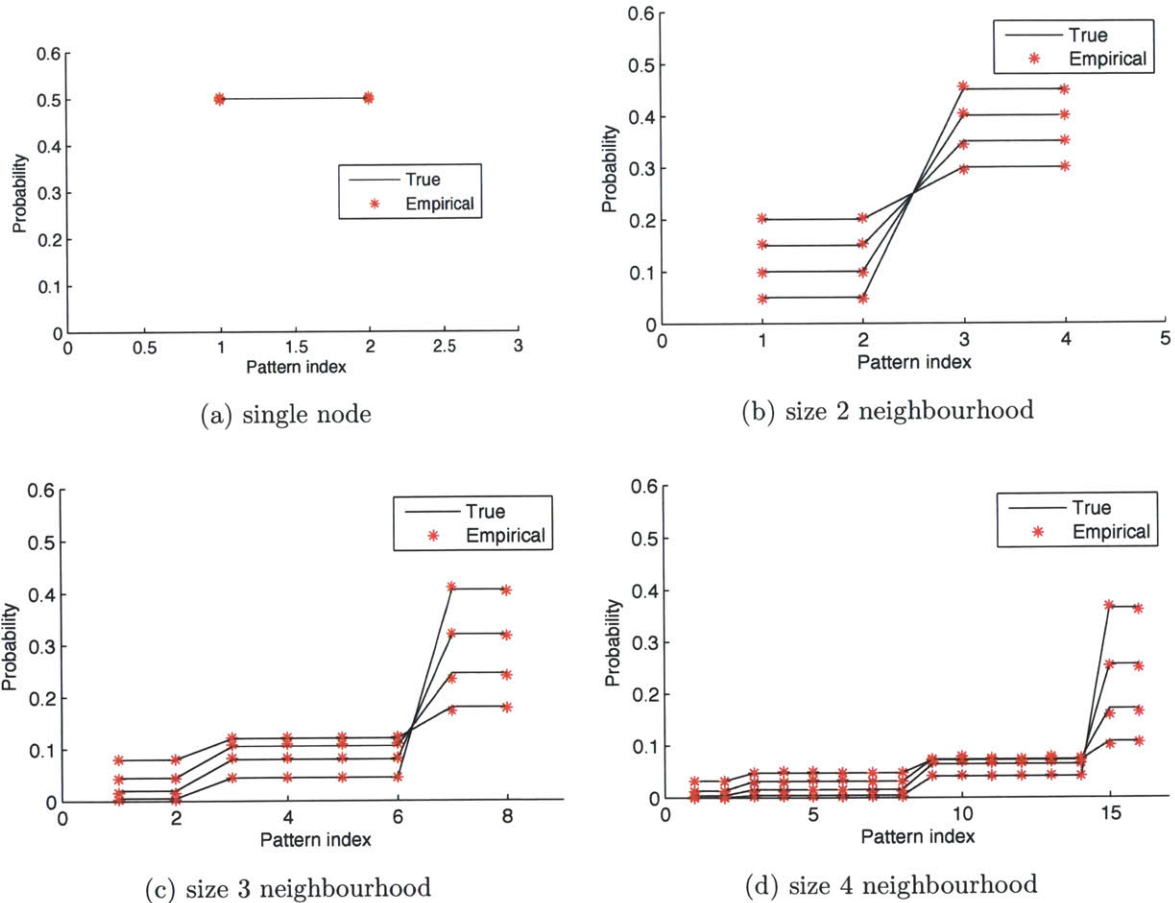 0.6
0.5
0.4
0.3
0.2
0.1
0
Probability
True
Empirical
0 0.5 1 1.5 2 2.5 3
Pattern index
(a) single node
0.6
0.5
0.4
0.3
0.2
0.1
0
Probability
True
Empirical
0 1 2 3 4 5
Pattern index
(b) size 2 neighbourhood
0.6
0.5
0.4
0.3
0.2
0.1
0
Probability
True
Empirical
0 2 4 6 8
Pattern index
(c) size 3 neighbourhood
0.6
0.5
0.4
0.3
0.2
0.1
0
Probability
True
Empirical
0 5 10 15
Pattern index
(d) size 4 neighbourhood